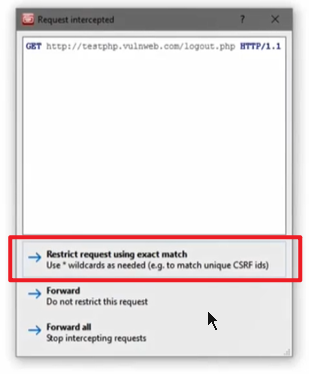 Request intercepted
GET http://testphp.vulnweb.com/logout.php HTTP/1.1
Restrict request using exact match
Use * wildcards as needed (e.g. to match unique CSRF ids)
Forward
Do not restrict this request
Forward all
Stop intercepting requests